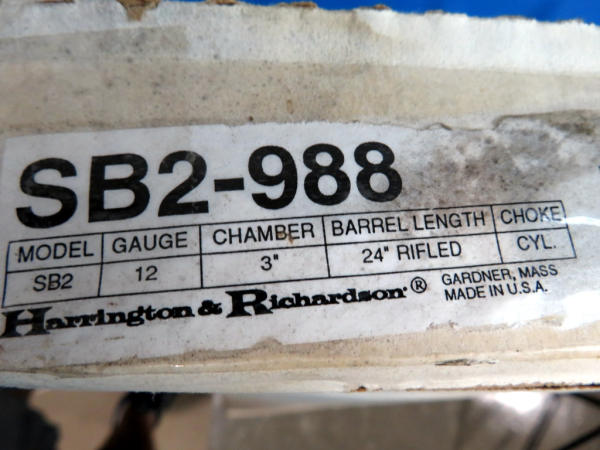 SB2-988
MODEL GAUGE CHAMBER BARREL LENGTH CHOKE
SB2 12 3" 24" RIFLED CYL.
Harrington & Richardson® GARDNER, MASS
MADE IN U.S.A.